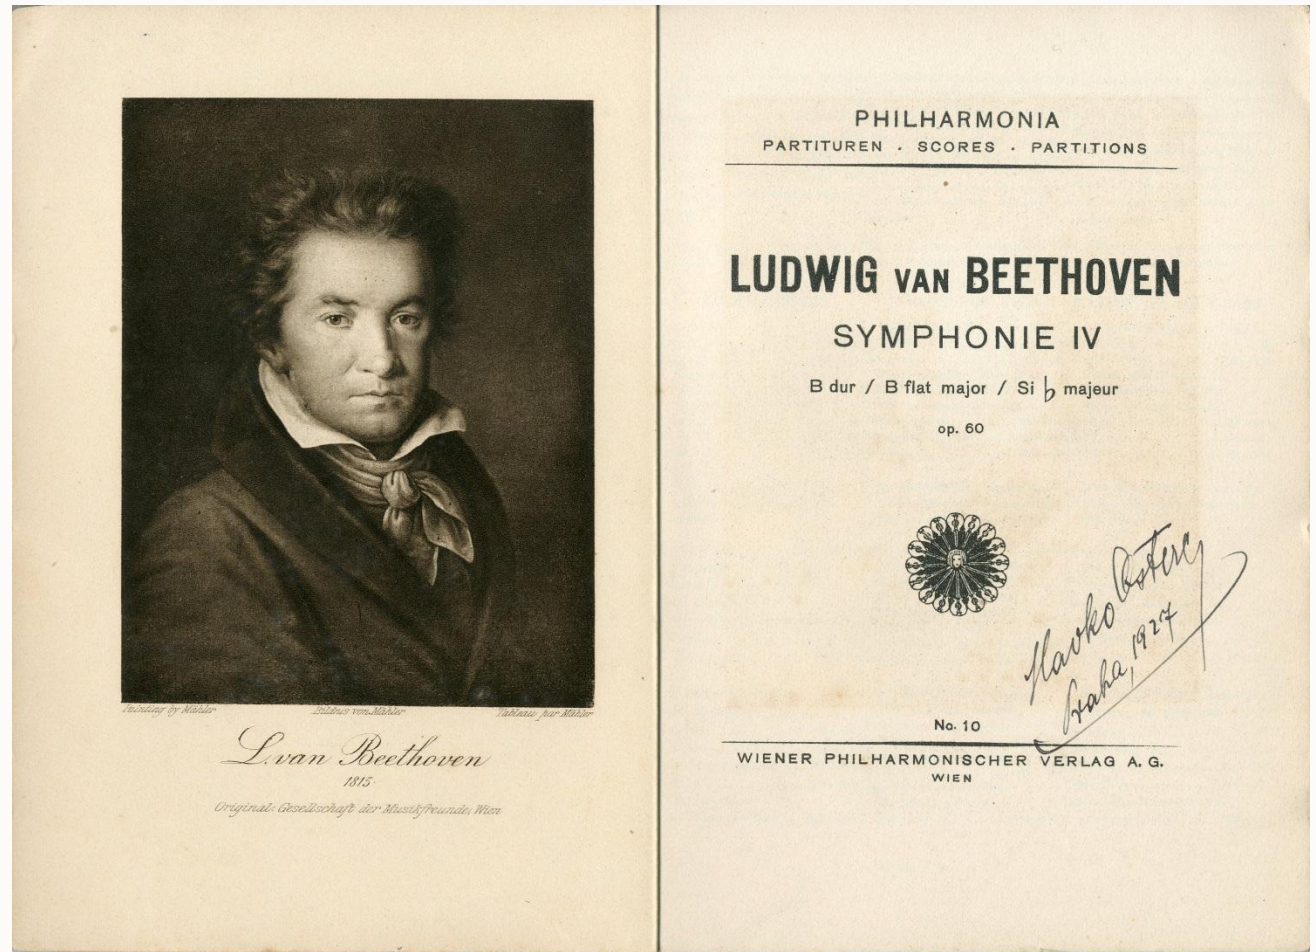 Painting by Mähler Bildnis von Mähler Tableau par Mähler
L. van Beethoven
1815
Original: Gesellschaft der Musikfreunde, Wien
PHILHARMONIA
PARTITUREN · SCORES · PARTITIONS
LUDWIG VAN BEETHOVEN
SYMPHONIE IV
B dur / B flat major / Si ♭ majeur
op. 60
Slavko Osterc
Praha, 1927
No. 10
WIENER PHILHARMONISCHER VERLAG A. G.
WIEN